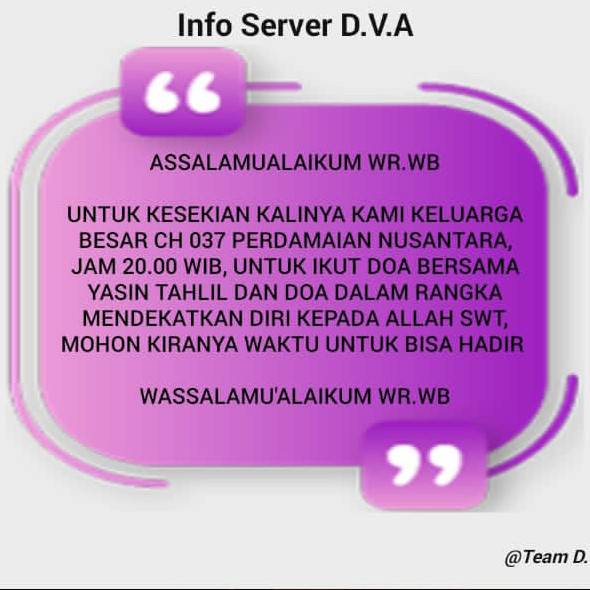 Info Server D.V.A
ASSALAMUALAIKUM WR.WB
UNTUK KESEKIAN KALINYA KAMI KELUARGA
BESAR CH 037 PERDAMAIAN NUSANTARA,
JAM 20.00 WIB, UNTUK IKUT DOA BERSAMA
YASIN TAHLIL DAN DOA DALAM RANGKA
MENDEKATKAN DIRI KEPADA ALLAH SWT,
MOHON KIRANYA WAKTU UNTUK BISA HADIR
WASSALAMU'ALAIKUM WR.WB
@Team D.